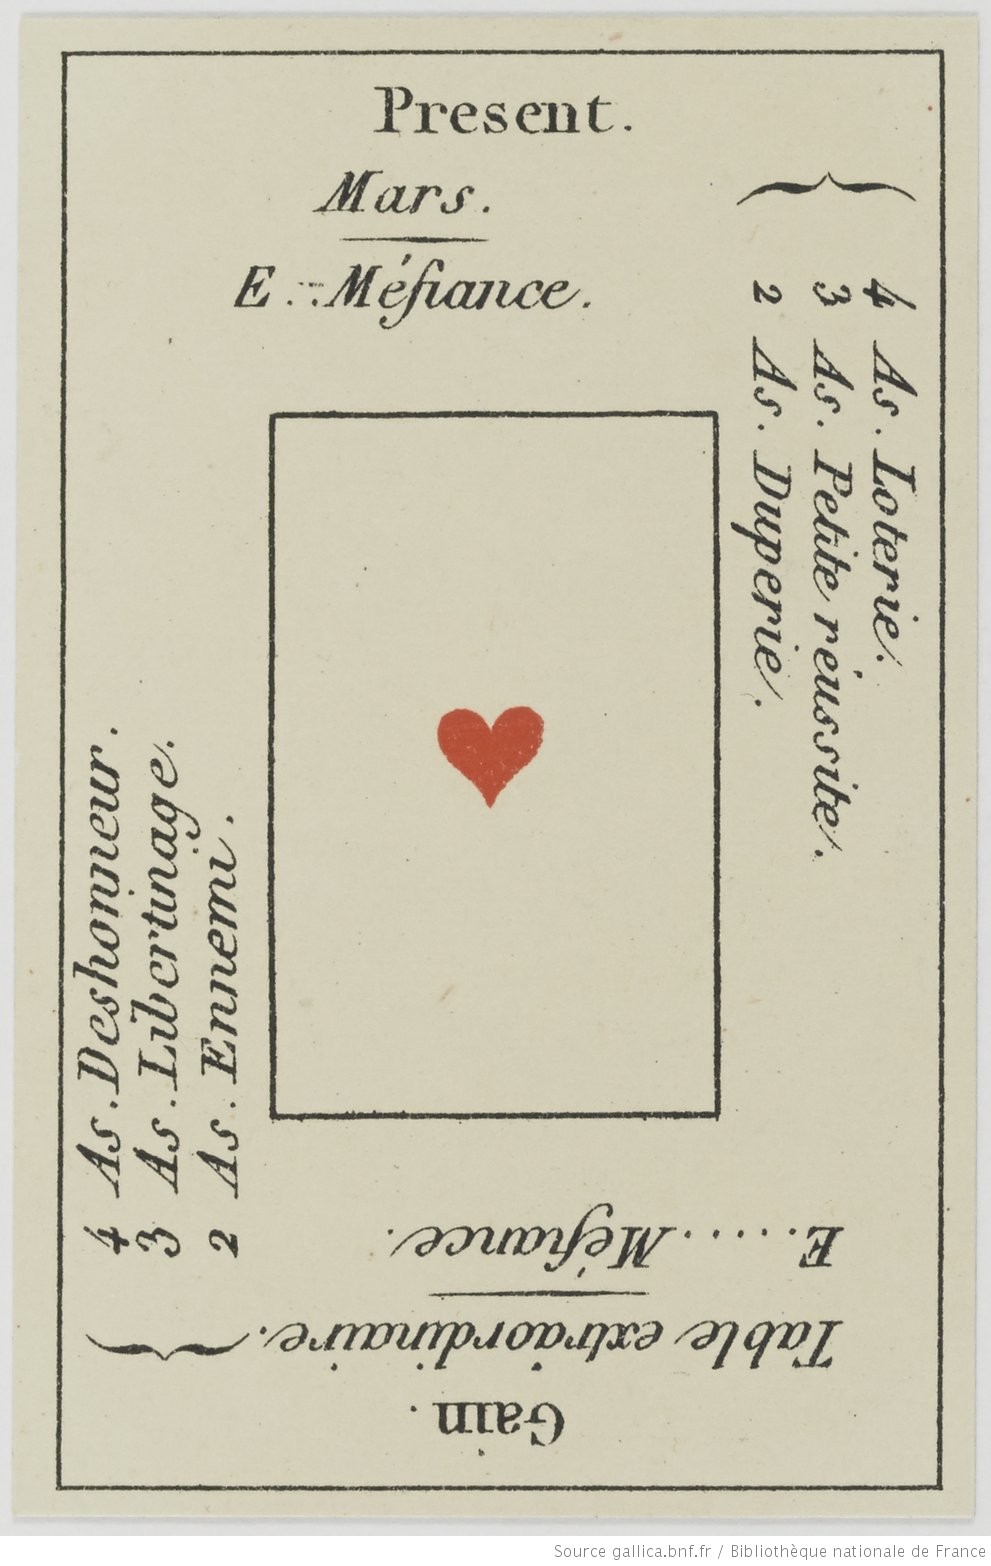 Present.
Mars.
E..:Méfiance.
4 As. Loterie.
3 As. Petite réussite.
2 As. Duperie.
Gain.
Table extraordinaire.
E.....Méfiance.
4 As. Deshonneur.
3 As. Libertinage.
2 As. Ennemi.
Source gallica.bnf.fr / Bibliothèque nationale de France